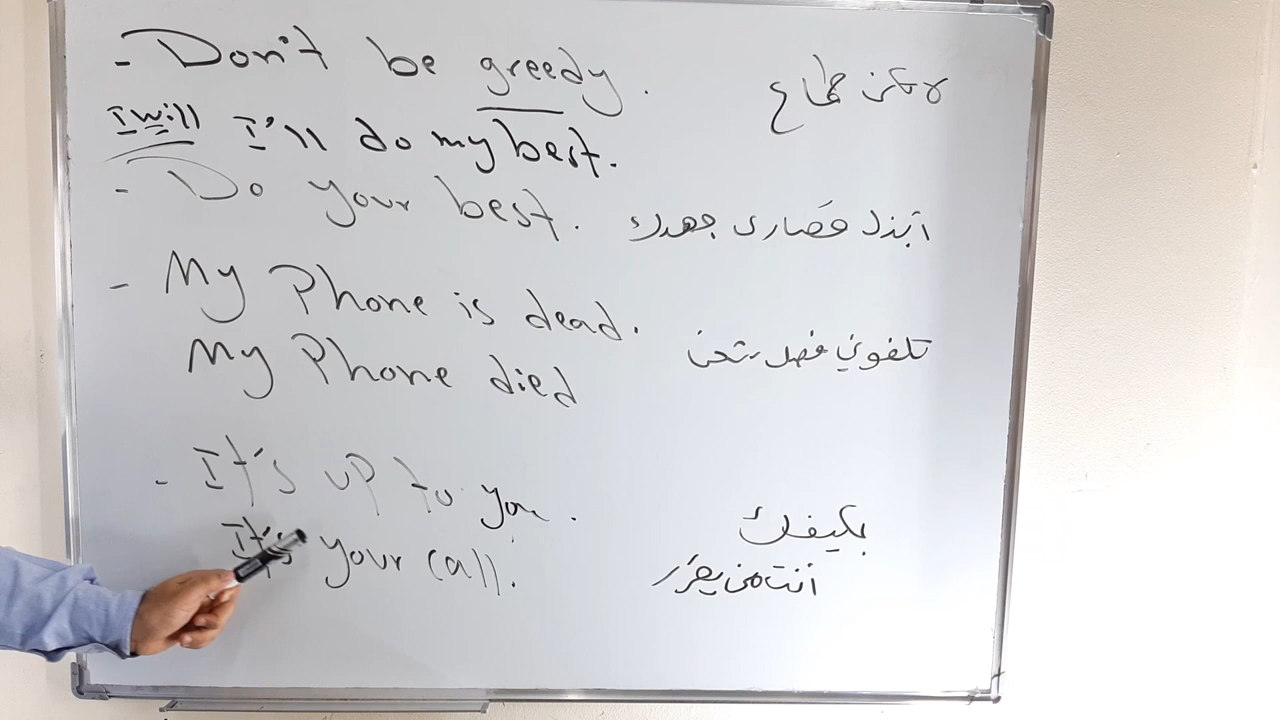 - Don't be greedy. لا تكن طماع
I will I'll do my best.
- Do your best. ابذل قصارى جهدك
- My Phone is dead.
My Phone died تلفوني فصل شحن
- It's up to you. بكيفك
It's your call. أنت من يقرر